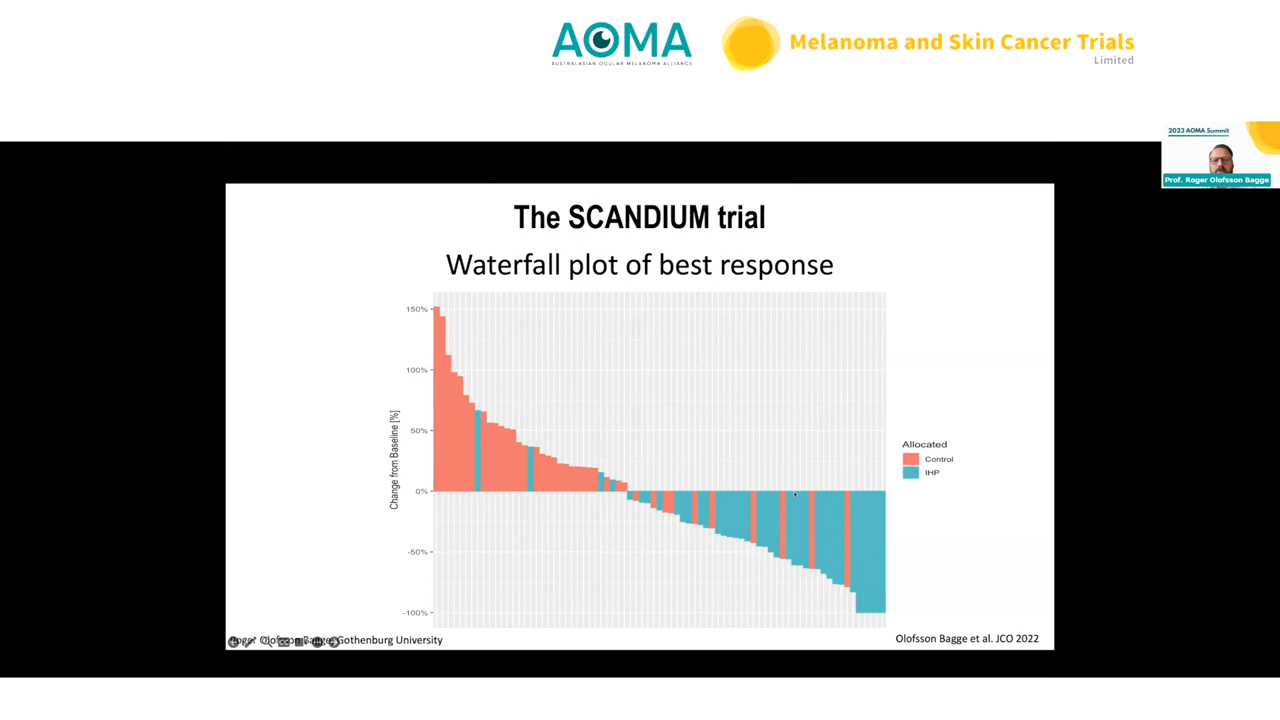 AOMA
AUSTRALASIAN OCULAR MELANOMA ALLIANCE
Melanoma and Skin Cancer Trials
Limited
2023 AOMA Summit
Prof. Roger Olofsson Bagge
The SCANDIUM trial
Waterfall plot of best response
150%
100%
50%
0%
-50%
-100%
Change from Baseline [%]
Allocated
Control
IHP
Roger Olofsson Bagge, Gothenburg University
Olofsson Bagge et al. JCO 2022